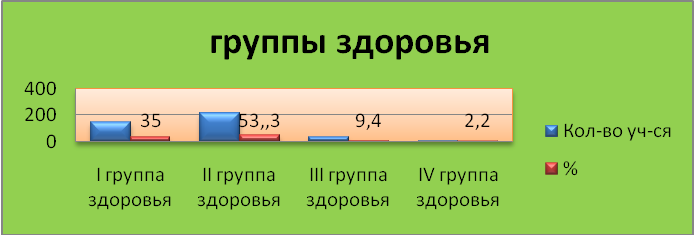 группы здоровья
400
200
0
35
53,,3
9,4
2,2
I группа
здоровья
II группа
здоровья
III группа
здоровья
IV группа
здоровья
Кол-во уч-ся
%